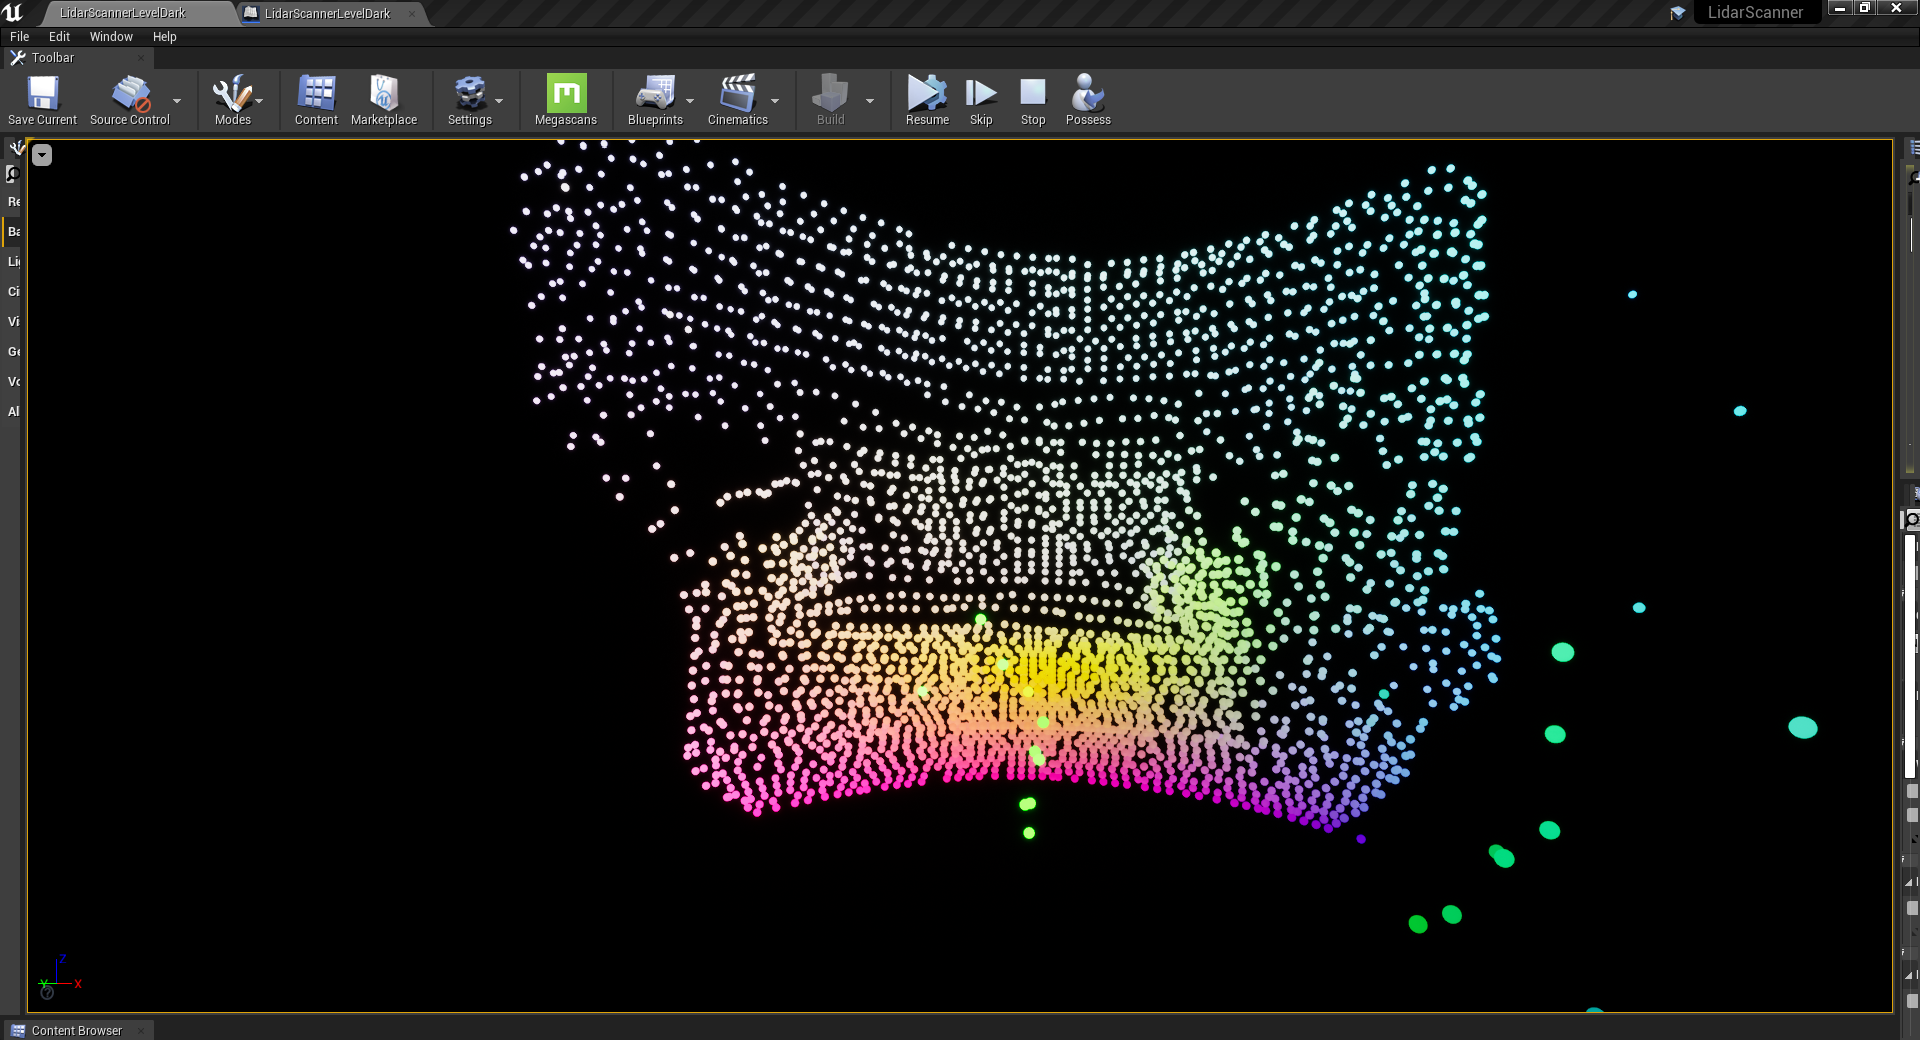 LidarScannerLevelDark
LidarScannerLevelDark
LidarScanner
File Edit Window Help
Toolbar
Save Current Source Control Modes Content Marketplace Settings Megascans Blueprints Cinematics Build Resume Skip Stop Possess
Re
Ba
Li
Ci
Vi
Ge
Vo
Al
Z
Y X
Content Browser